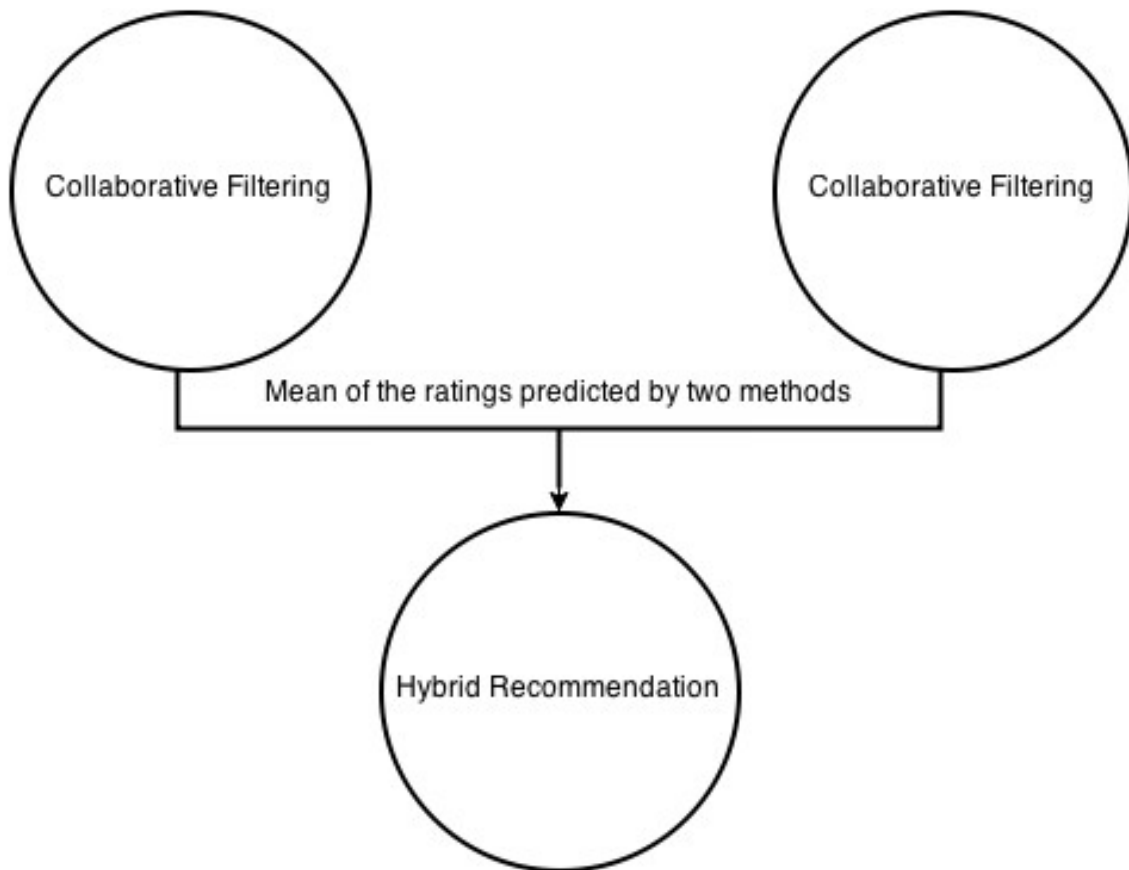 Collaborative Filtering
Collaborative Filtering
Mean of the ratings predicted by two methods
Hybrid Recommendation